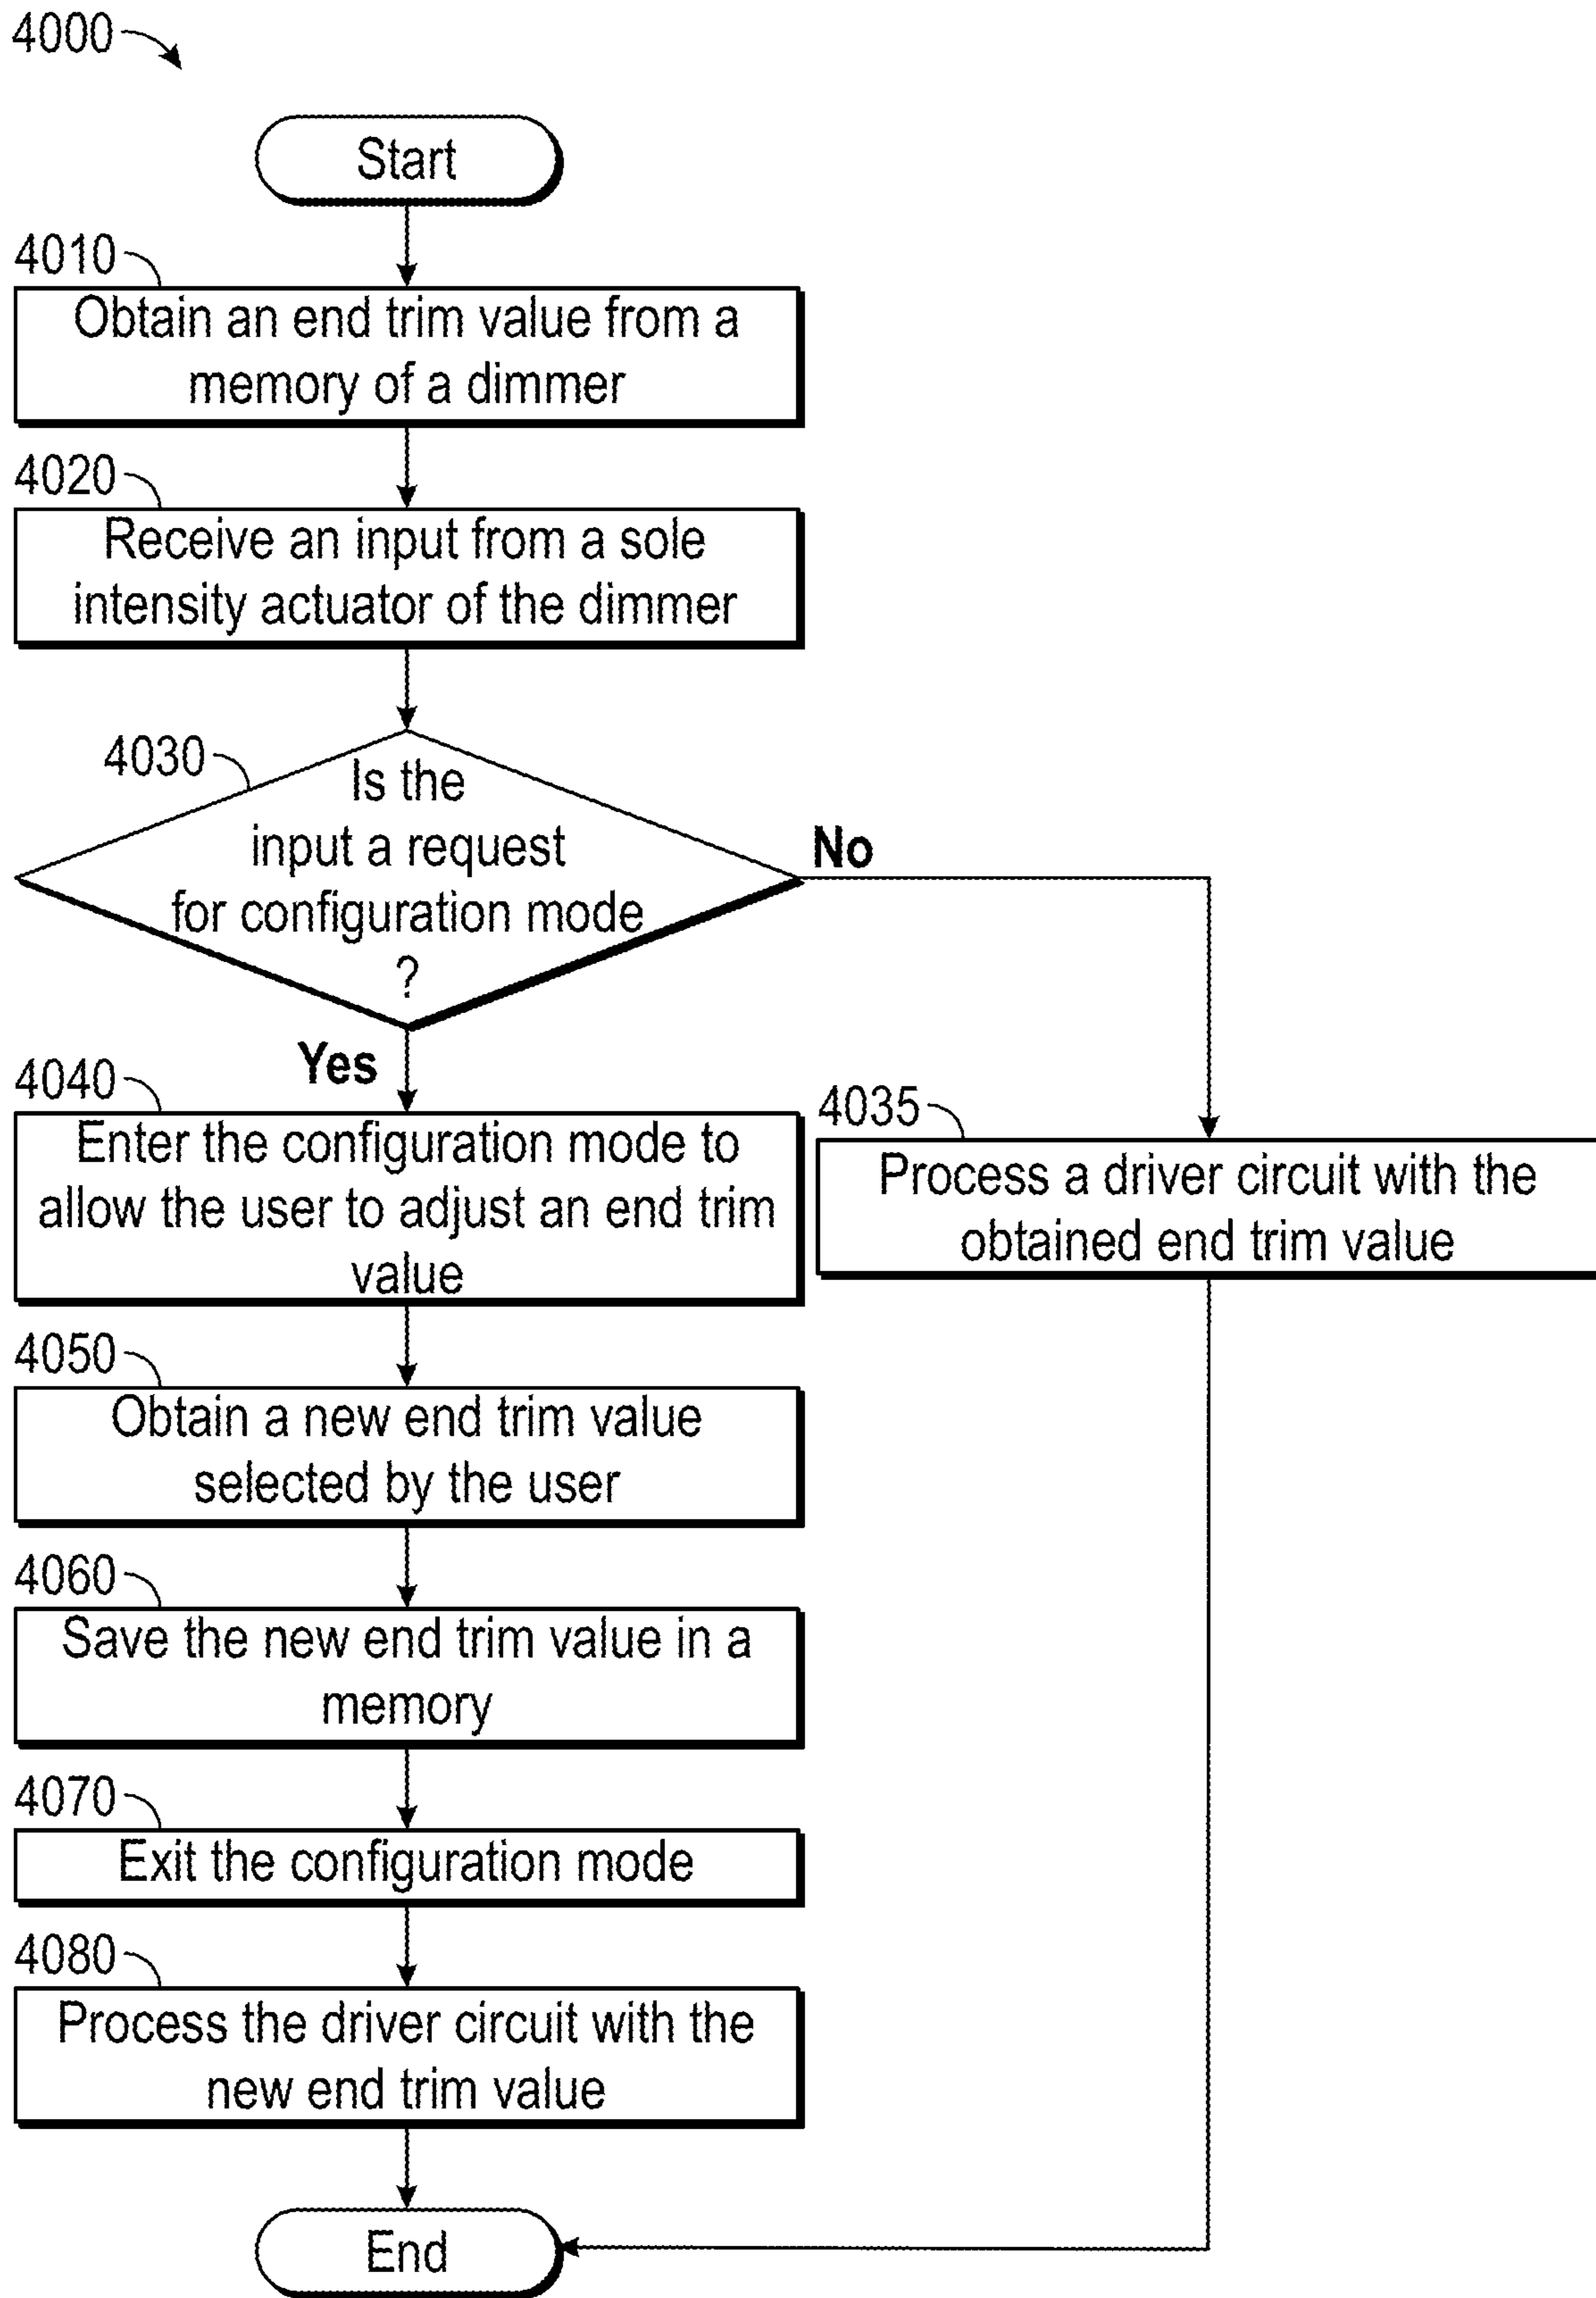 4000
Start
4010
Obtain an end trim value from a
memory of a dimmer
4020
Receive an input from a sole
intensity actuator of the dimmer
4030
Is the
input a request
for configuration mode
?
No
Yes
4040
Enter the configuration mode to
allow the user to adjust an end trim
value
4035
Process a driver circuit with the
obtained end trim value
4050
Obtain a new end trim value
selected by the user
4060
Save the new end trim value in a
memory
4070
Exit the configuration mode
4080
Process the driver circuit with the
new end trim value
End